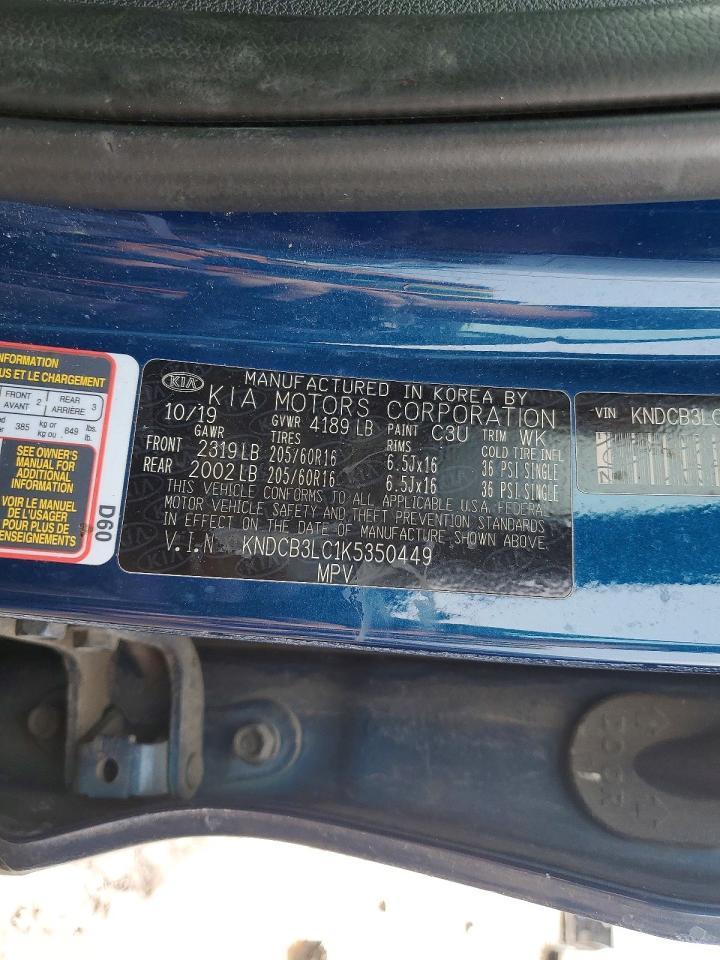 INFORMATION
US ET LE CHARGEMENT
FRONT 2 REAR 3
AVANT ARRIÈRE
385 kg or 849 lbs.
kg ou lb.
SEE OWNER'S
MANUAL FOR
ADDITIONAL
INFORMATION
VOIR LE MANUEL
DE L'USAGER
POUR PLUS DE
RENSEIGNEMENTS
D60
KIA
MANUFACTURED IN KOREA BY
KIA MOTORS CORPORATION
10/19 GVWR 4189 LB PAINT C3U TRIM WK
GAWR TIRES RIMS COLD TIRE INFL
FRONT 2319LB 205/60R16 6.5Jx16 36 PSI SINGLE
REAR 2002LB 205/60R16 6.5Jx16 36 PSI SINGLE
THIS VEHICLE CONFORMS TO ALL APPLICABLE U.S.A. FEDERAL
MOTOR VEHICLE SAFETY AND THEFT PREVENTION STANDARDS
IN EFFECT ON THE DATE OF MANUFACTURE SHOWN ABOVE.
V.I.N KNDCB3LC1K5350449
MPV
VIN KNDCB3LC